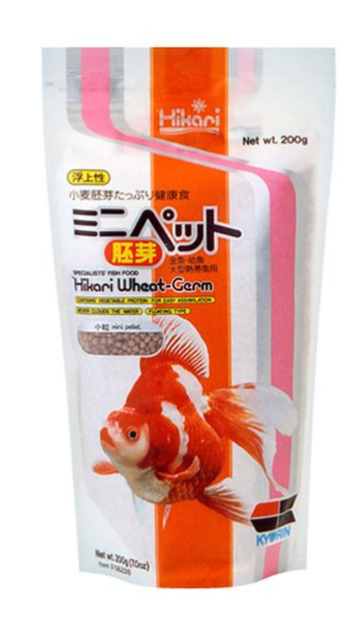 Hikari
Net wt. 200g
浮上性
小麦胚芽たっぷり健康食
ミニペット
胚芽
金魚・幼魚
大型熱帯魚用
SPECIALISTS' FISH FOOD
Hikari Wheat-Germ
CONTAINS VEGETABLE PROTEIN FOR EASY ASSIMILATION
NEVER CLOUDS THE WATER
FLOATING TYPE
小粒 mini pellet
KYORIN
Net wt. 200g (7.0oz)